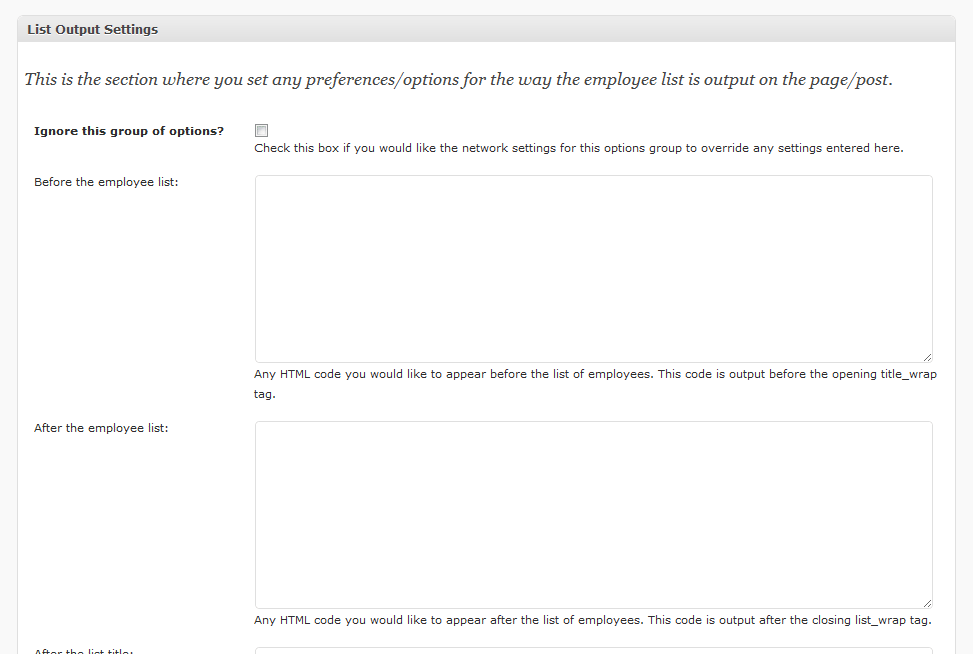 List Output Settings
This is the section where you set any preferences/options for the way the employee list is output on the page/post.
Ignore this group of options?
Check this box if you would like the network settings for this options group to override any settings entered here.
Before the employee list:
Any HTML code you would like to appear before the list of employees. This code is output before the opening title_wrap
tag.
After the employee list:
Any HTML code you would like to appear after the list of employees. This code is output after the closing list_wrap tag.
After the list title: